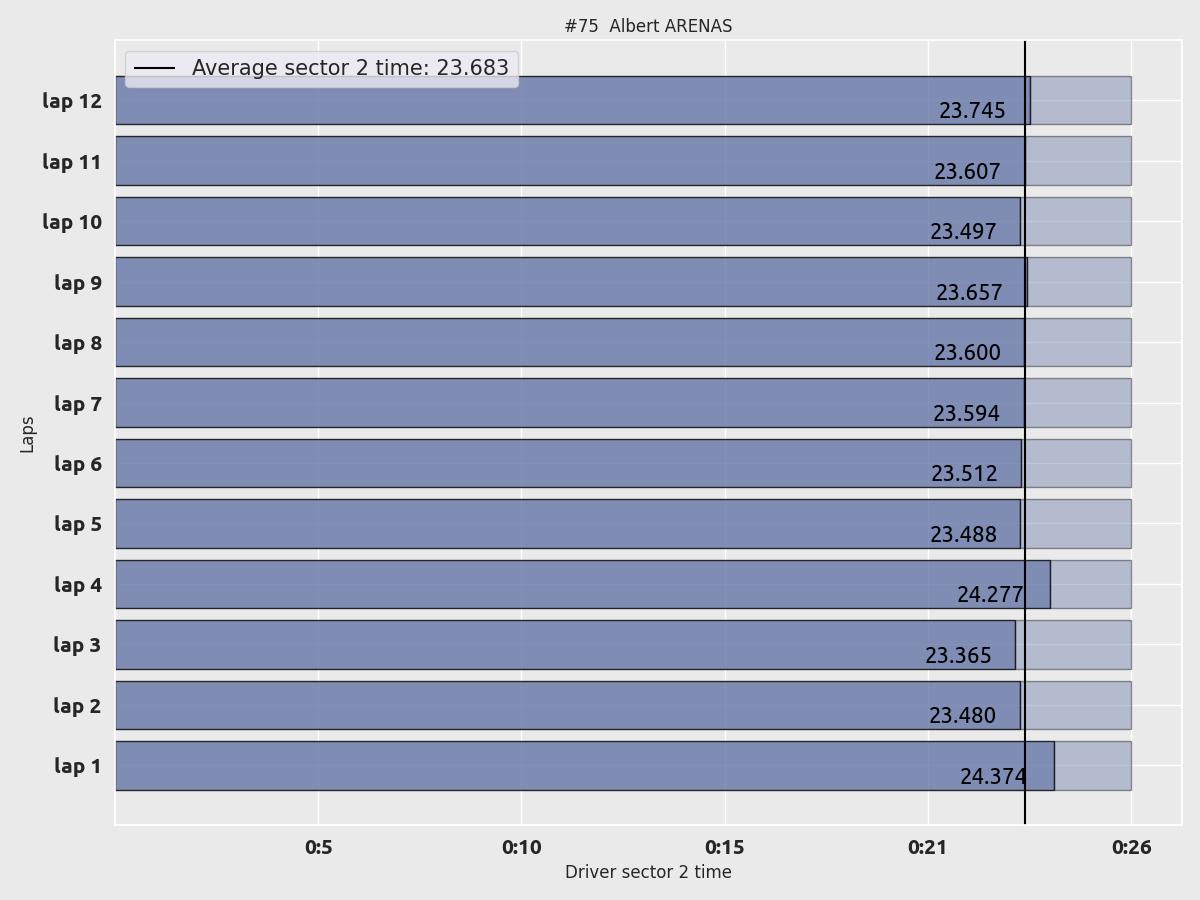 #75  Albert ARENAS
Average sector 2 time: 23.683
lap 12
23.745
lap 11
23.607
lap 10
23.497
lap 9
23.657
lap 8
23.600
lap 7
23.594
lap 6
23.512
lap 5
23.488
lap 4
24.277
lap 3
23.365
lap 2
23.480
lap 1
24.374
Laps
0:5 0:10 0:15 0:21 0:26
Driver sector 2 time